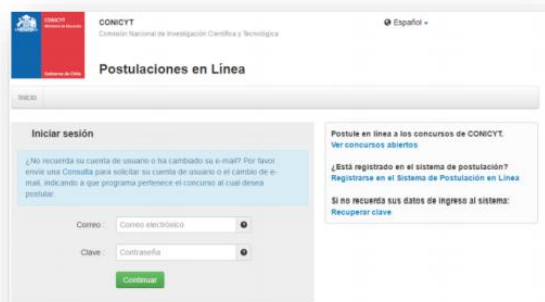 CONICYT
Ministerio de Educación
Gobierno de Chile
CONICYT
Comisión Nacional de Investigación Científica y Tecnológica
Español
Postulaciones en Línea
Inicio
Iniciar sesión
¿No recuerda su cuenta de usuario o ha cambiado su e-mail? Por favor
envíe una Consulta para solicitar su cuenta de usuario o el cambio de e-
mail, indicando a que programa pertenece el concurso al cual desea
postular
Correo : Correo electrónico
Clave : Contraseña
Continuar
Postule en línea a los concursos de CONICYT.
Ver concursos abiertos
¿Está registrado en el sistema de postulación?
Registrarse en el Sistema de Postulación en Línea
Si no recuerda sus datos de ingreso al sistema:
Recuperar clave